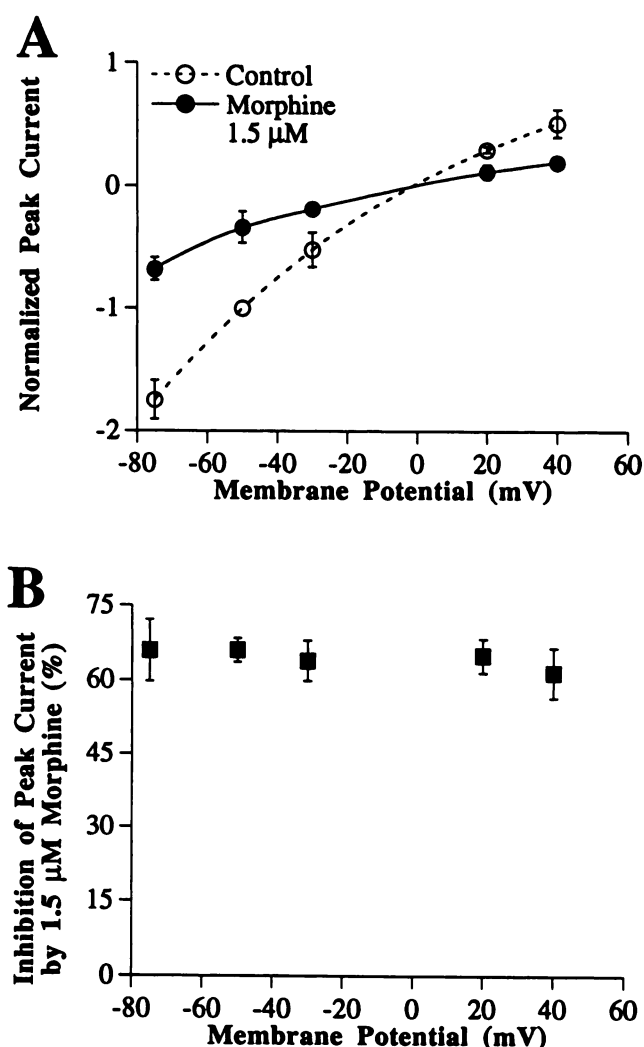 A
Normalized Peak Current
1
0
-1
-2
Control
Morphine
1.5 μM
-80 -60 -40 -20 0 20 40 60
Membrane Potential (mV)
B
Inhibition of Peak Current
by 1.5 μM Morphine (%)
75
60
45
30
15
0
-80 -60 -40 -20 0 20 40 60
Membrane Potential (mV)